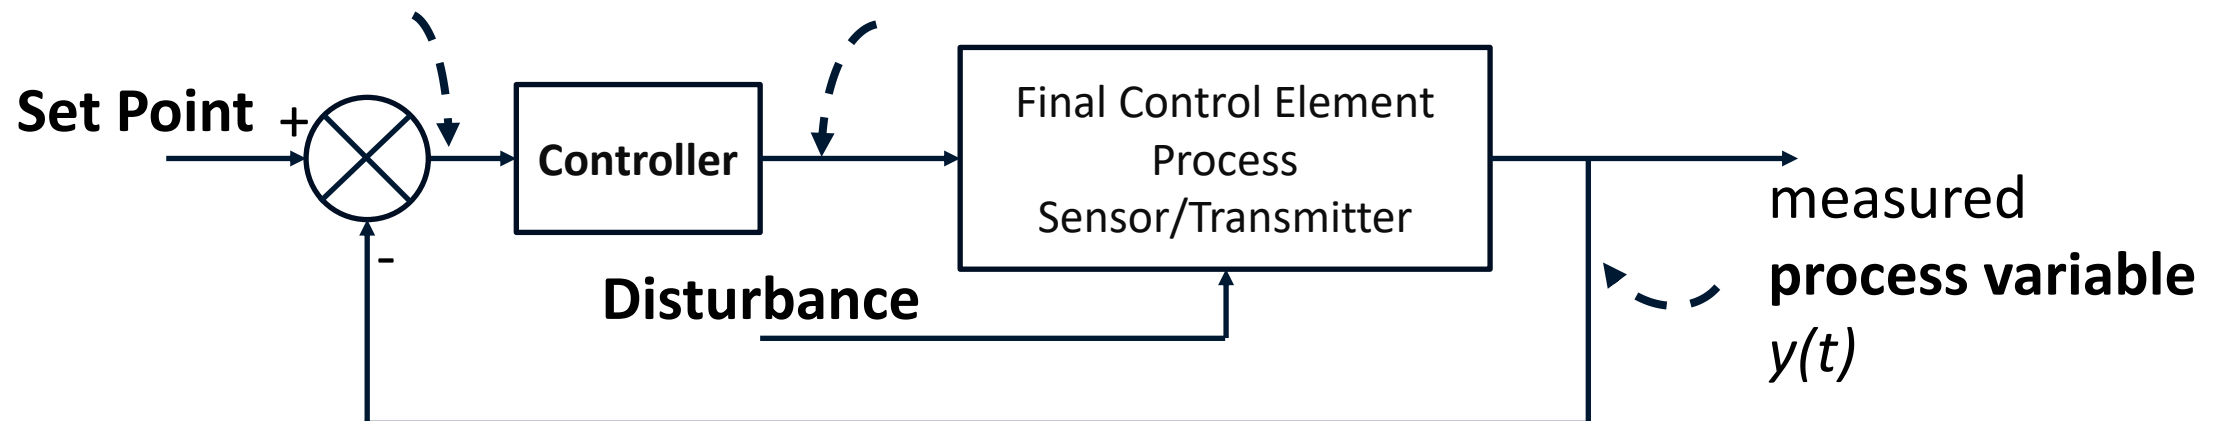 Set Point
+
-
Controller
Final Control Element
Process
Sensor/Transmitter
Disturbance
measured
process variable
y(t)